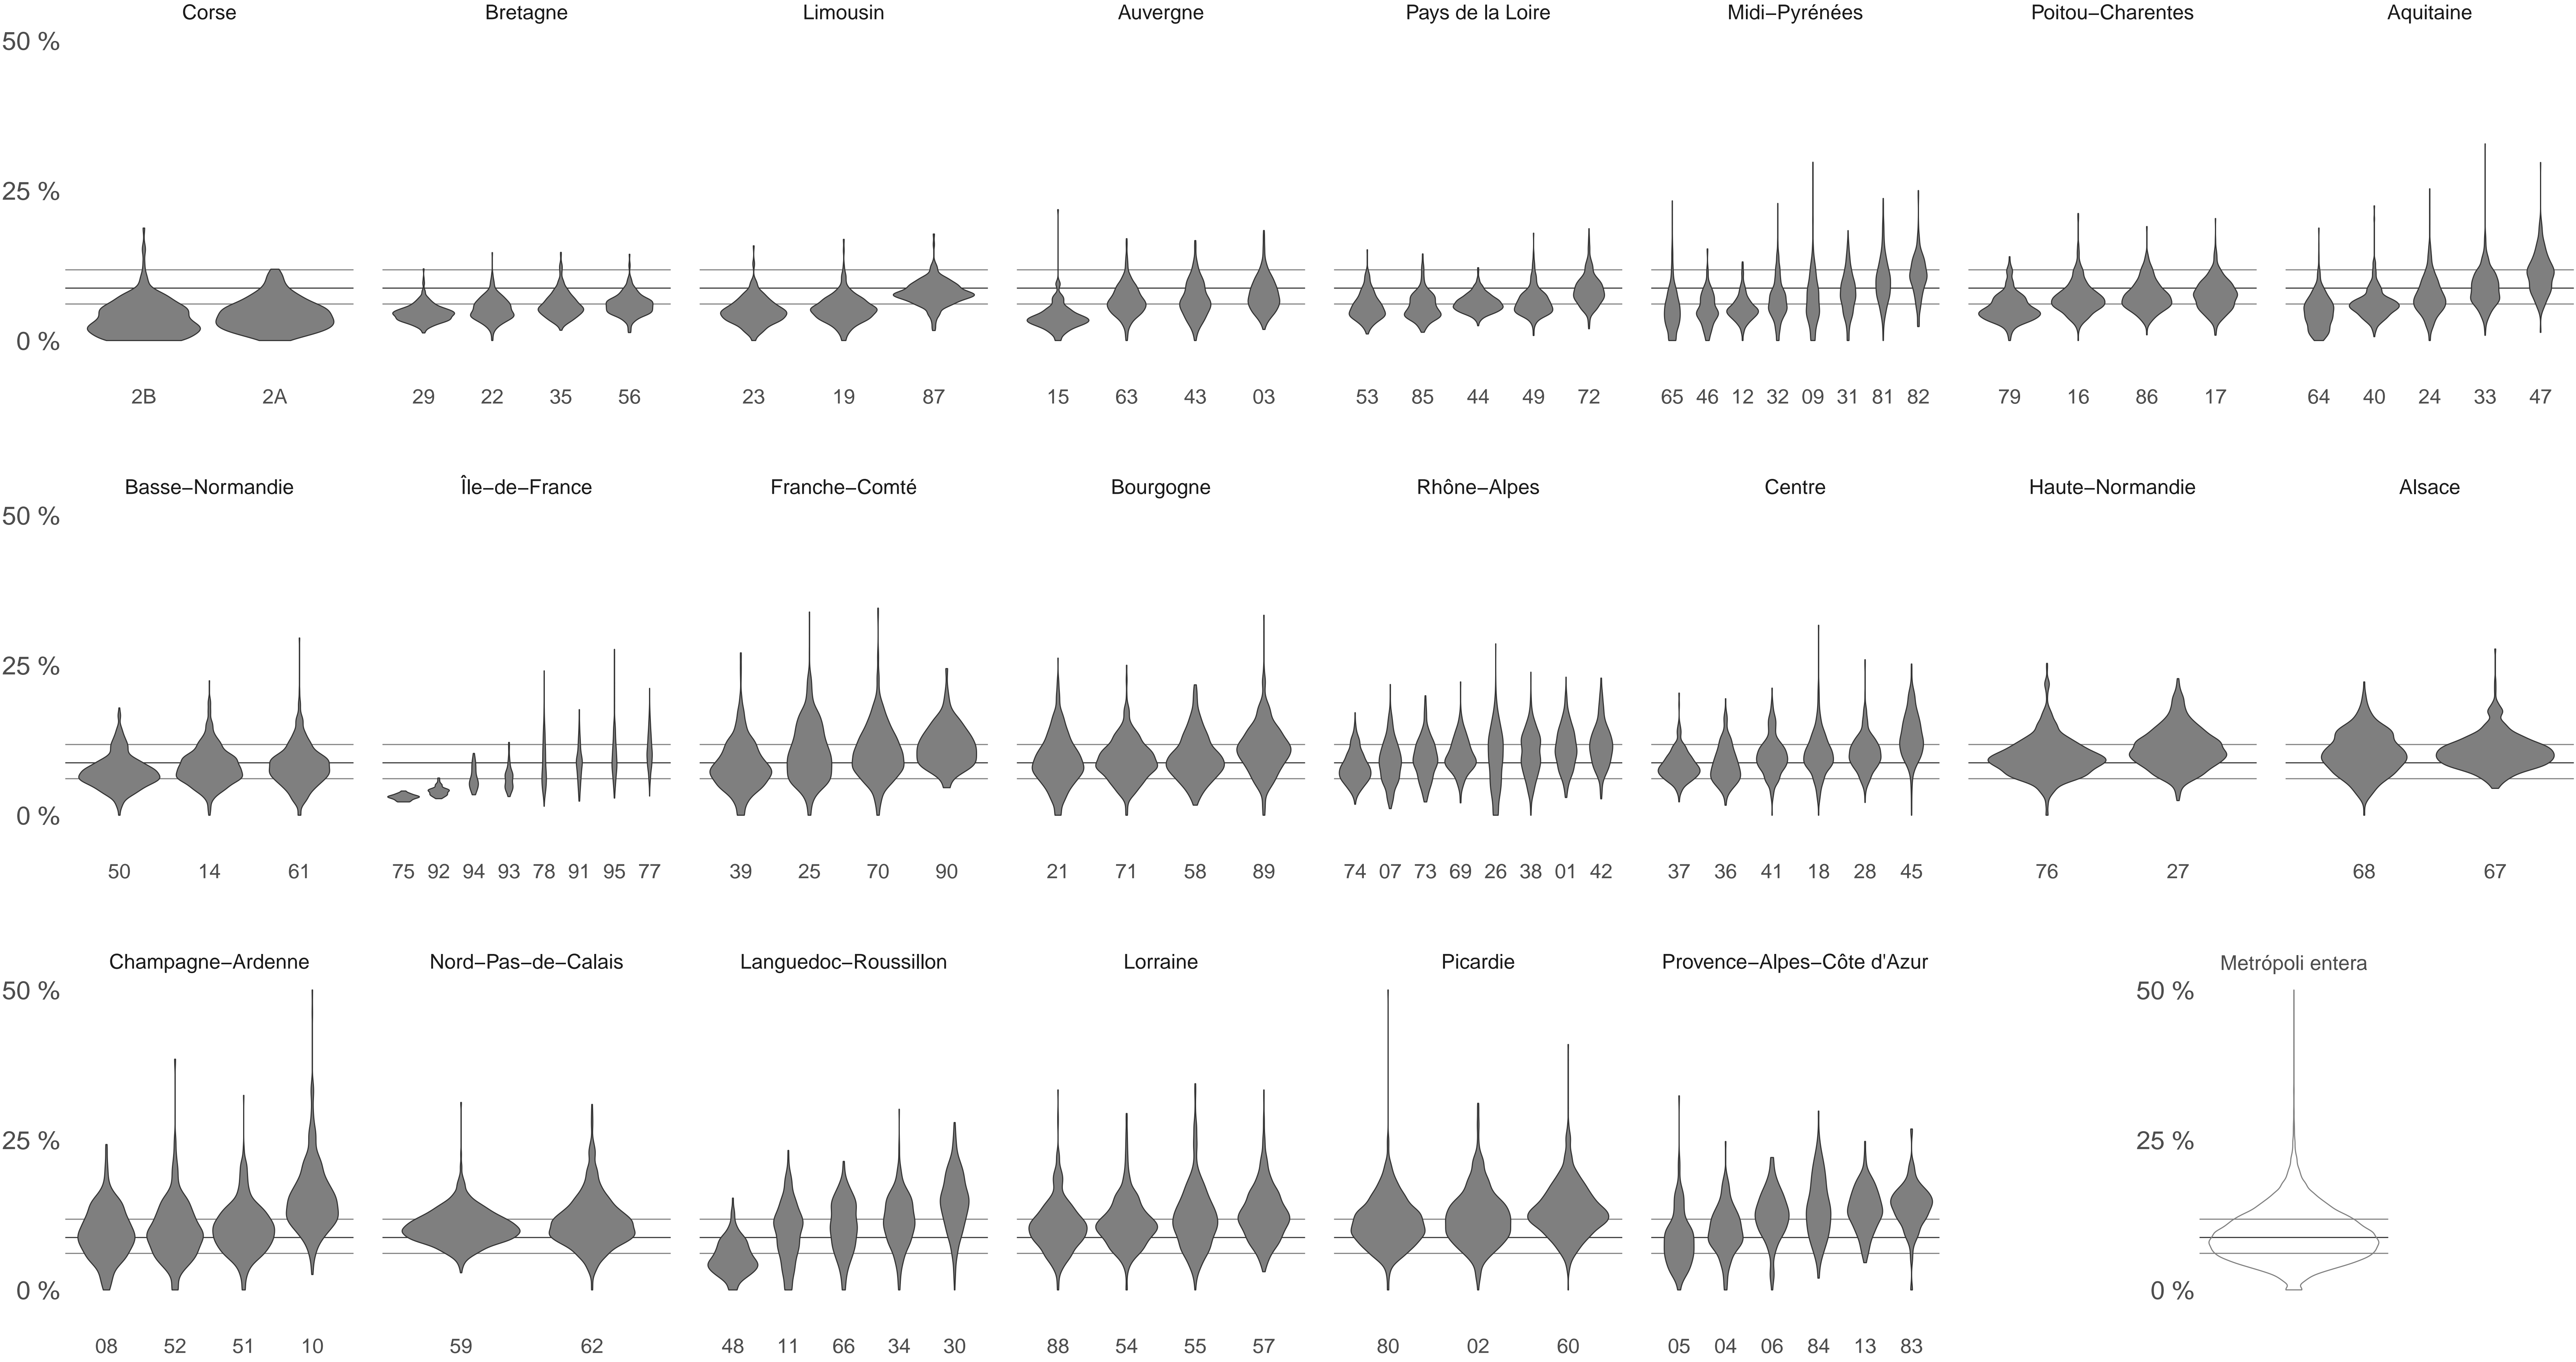 Corse Bretagne Limousin Auvergne Pays de la Loire Midi–Pyrénées Poitou–Charentes Aquitaine
50 %
25 %
0 %
2B 2A 29 22 35 56 23 19 87 15 63 43 03 53 85 44 49 72 65 46 12 32 09 31 81 82 79 16 86 17 64 40 24 33 47
Basse–Normandie Île–de–France Franche–Comté Bourgogne Rhône–Alpes Centre Haute–Normandie Alsace
50 %
25 %
0 %
50 14 61 75 92 94 93 78 91 95 77 39 25 70 90 21 71 58 89 74 07 73 69 26 38 01 42 37 36 41 18 28 45 76 27 68 67
Champagne–Ardenne Nord–Pas–de–Calais Languedoc–Roussillon Lorraine Picardie Provence–Alpes–Côte d'Azur Metrópoli entera
50 % 50 %
25 % 25 %
0 % 0 %
08 52 51 10 59 62 48 11 66 34 30 88 54 55 57 80 02 60 05 04 06 84 13 83